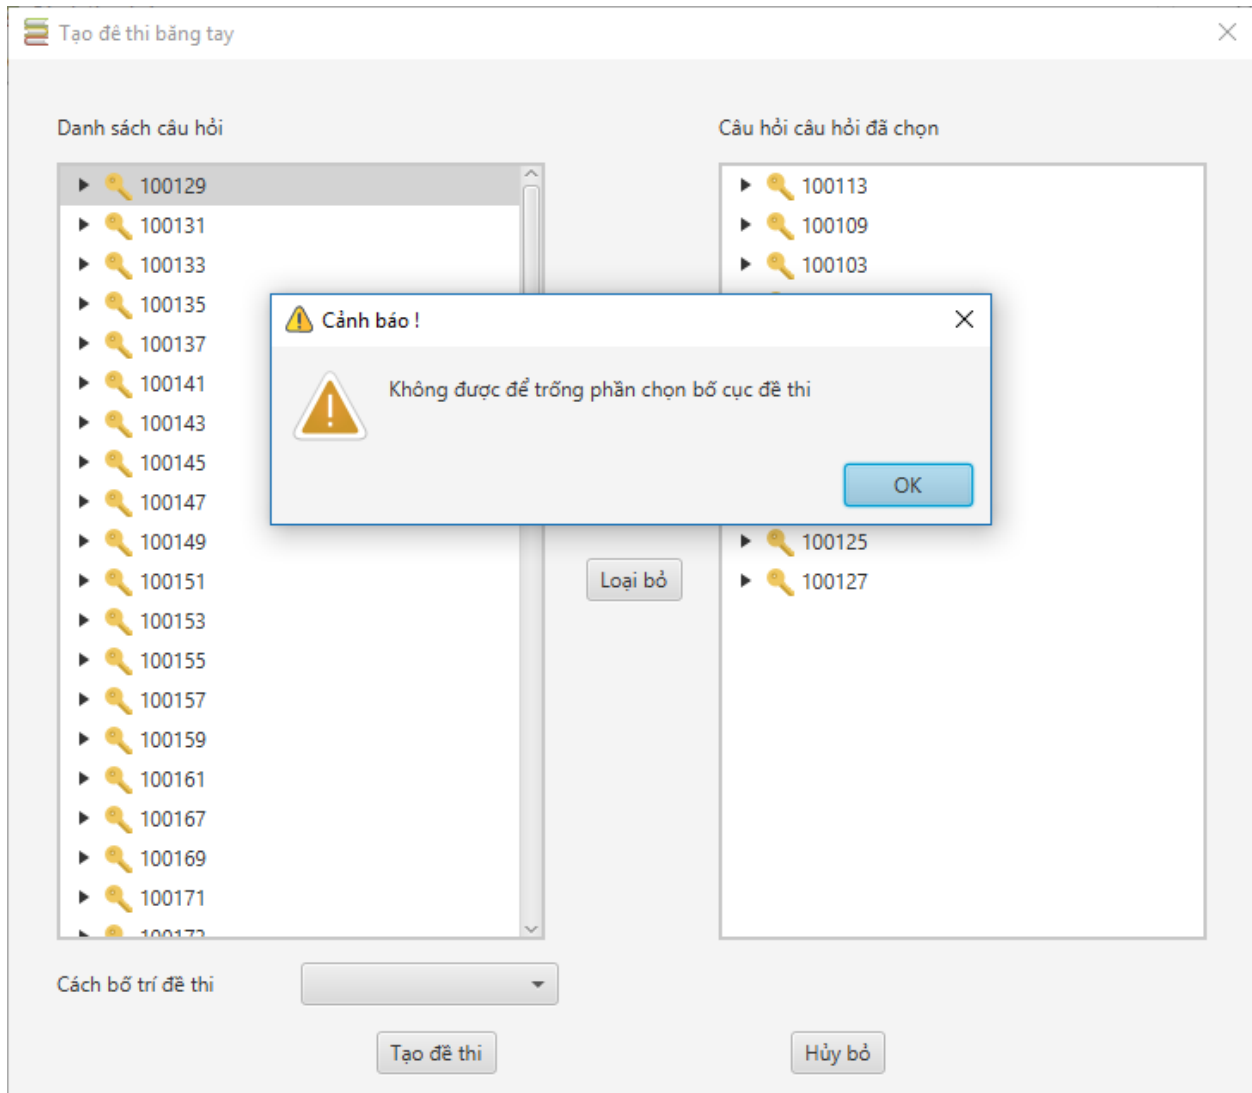 Tạo đề thi bằng tay
Danh sách câu hỏi
Câu hỏi câu hỏi đã chọn
100129
100131
100133
100135
100137
100141
100143
100145
100147
100149
100151
100153
100155
100157
100159
100161
100167
100169
100171
100113
100109
100103
Cảnh báo !
Không được để trống phần chọn bố cục đề thi
OK
100125
100127
Loại bỏ
Cách bố trí đề thi
Tạo đề thi
Hủy bỏ